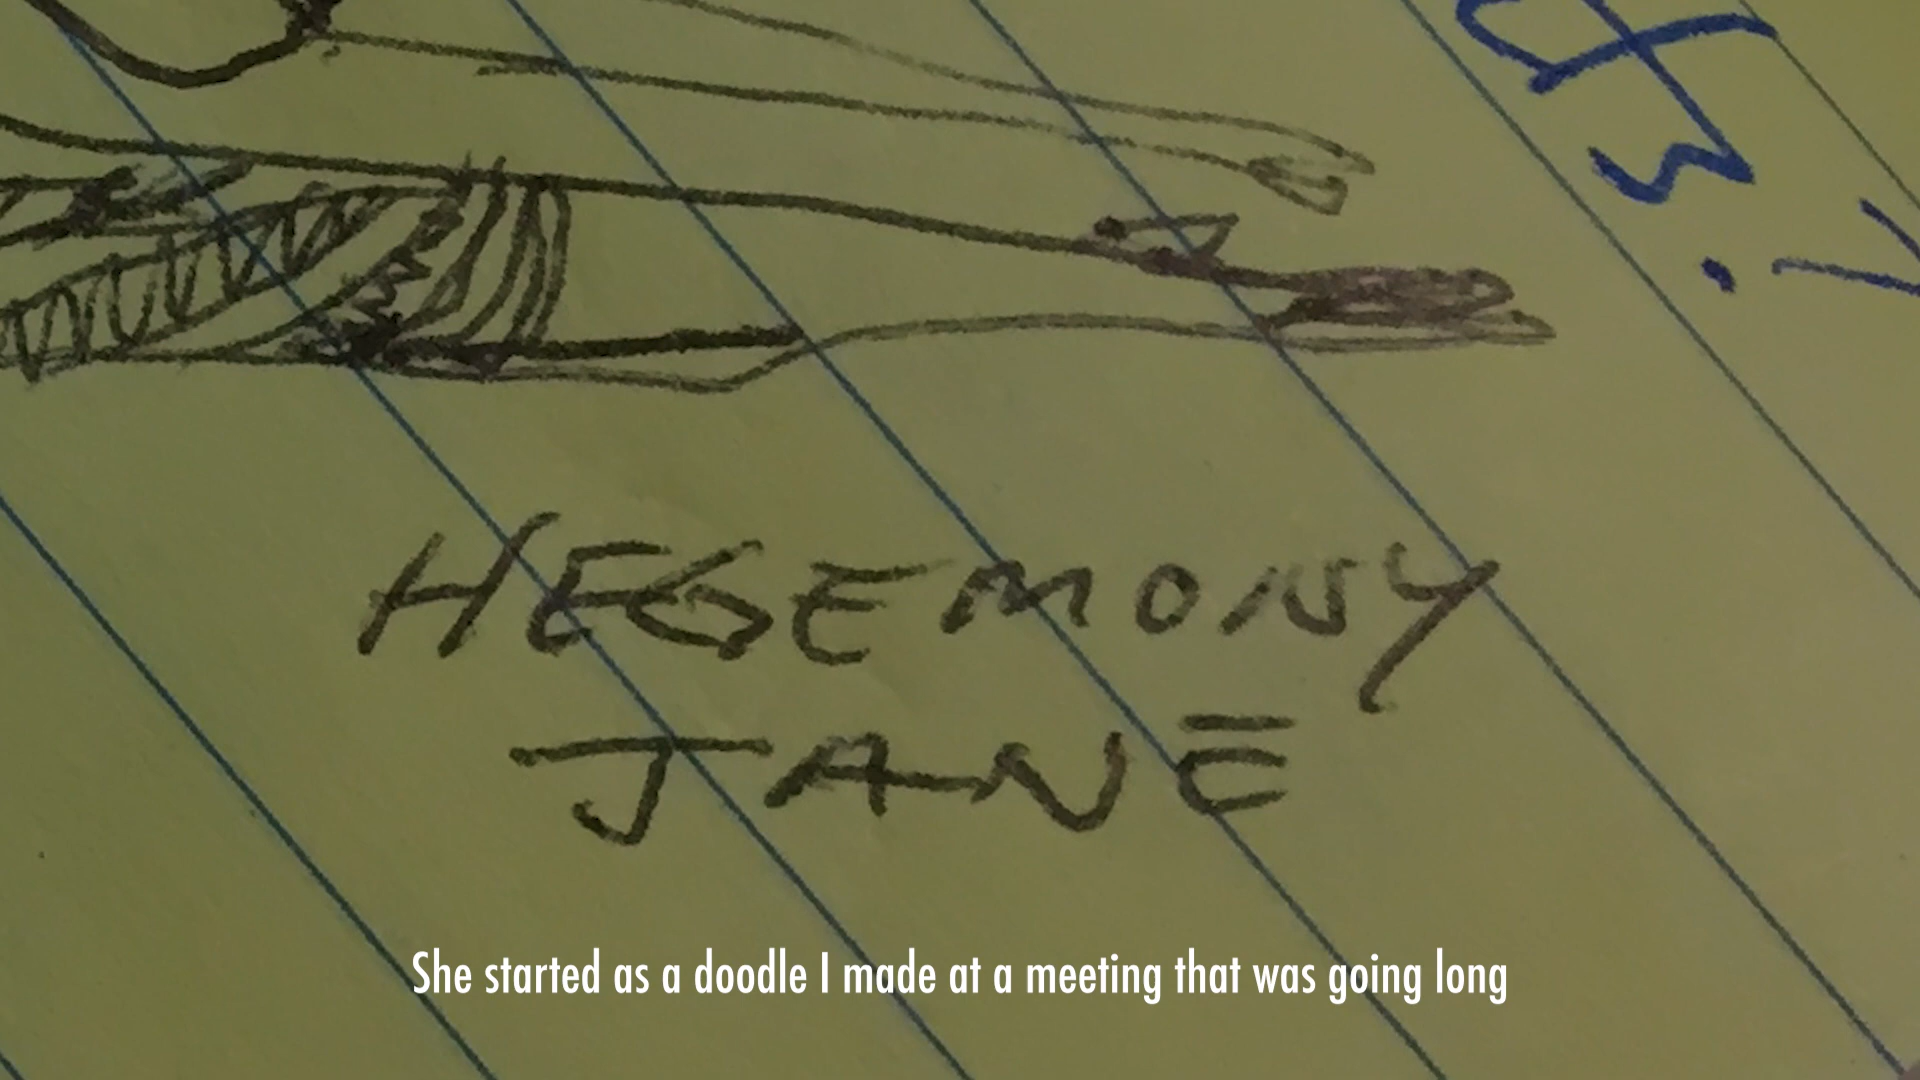 HEGEMONY
JANE
She started as a doodle I made at a meeting that was going long